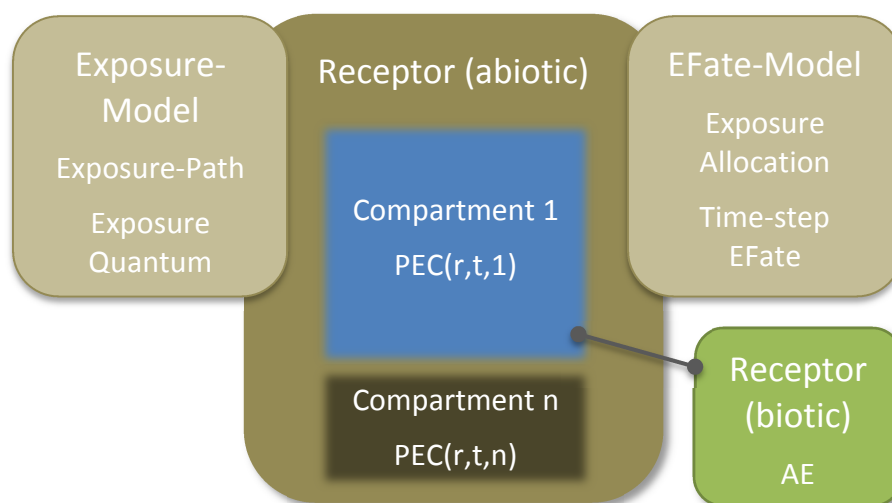 Exposure-
Model
Exposure-Path
Exposure
Quantum
Receptor (abiotic)
Compartment 1
PEC(r,t,1)
Compartment n
PEC(r,t,n)
EFate-Model
Exposure
Allocation
Time-step
EFate
Receptor
(biotic)
AE